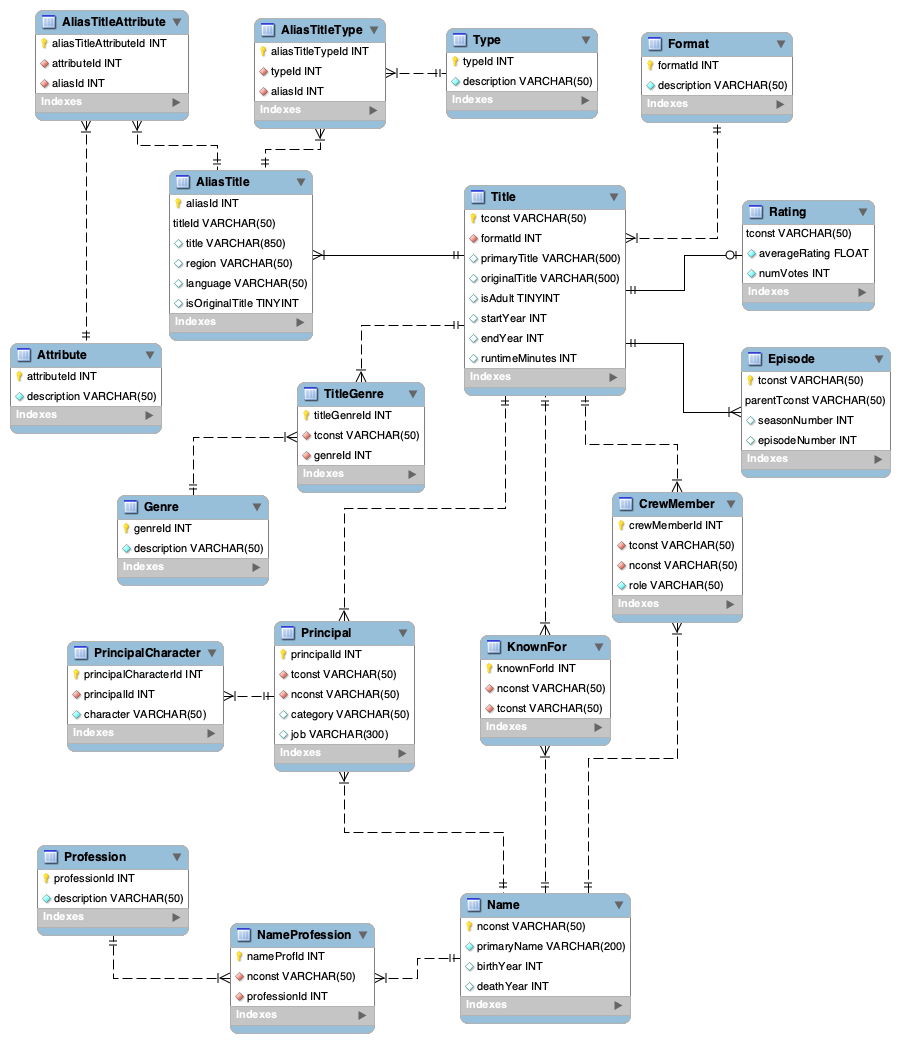 AliasTitleAttribute
aliasTitleAttributeId INT
attributeId INT
aliasId INT
Indexes
AliasTitleType
aliasTitleTypeId INT
typeId INT
aliasId INT
Indexes
Type
typeId INT
description VARCHAR(50)
Indexes
Format
formatId INT
description VARCHAR(50)
Indexes
AliasTitle
aliasId INT
titleId VARCHAR(50)
title VARCHAR(850)
region VARCHAR(50)
language VARCHAR(50)
isOriginalTitle TINYINT
Indexes
Title
tconst VARCHAR(50)
formatId INT
primaryTitle VARCHAR(500)
originalTitle VARCHAR(500)
isAdult TINYINT
startYear INT
endYear INT
runtimeMinutes INT
Indexes
Rating
tconst VARCHAR(50)
averageRating FLOAT
numVotes INT
Indexes
Attribute
attributeId INT
description VARCHAR(50)
Indexes
Episode
tconst VARCHAR(50)
parentTconst VARCHAR(50)
seasonNumber INT
episodeNumber INT
Indexes
TitleGenre
titleGenreId INT
tconst VARCHAR(50)
genreId INT
Indexes
Genre
genreId INT
description VARCHAR(50)
Indexes
CrewMember
crewMemberId INT
tconst VARCHAR(50)
nconst VARCHAR(50)
role VARCHAR(50)
Indexes
PrincipalCharacter
principalCharacterId INT
principalId INT
character VARCHAR(50)
Indexes
Principal
principalId INT
tconst VARCHAR(50)
nconst VARCHAR(50)
category VARCHAR(50)
job VARCHAR(300)
Indexes
KnownFor
knownForId INT
nconst VARCHAR(50)
tconst VARCHAR(50)
Indexes
Profession
professionId INT
description VARCHAR(50)
Indexes
NameProfession
nameProfId INT
nconst VARCHAR(50)
professionId INT
Indexes
Name
nconst VARCHAR(50)
primaryName VARCHAR(200)
birthYear INT
deathYear INT
Indexes